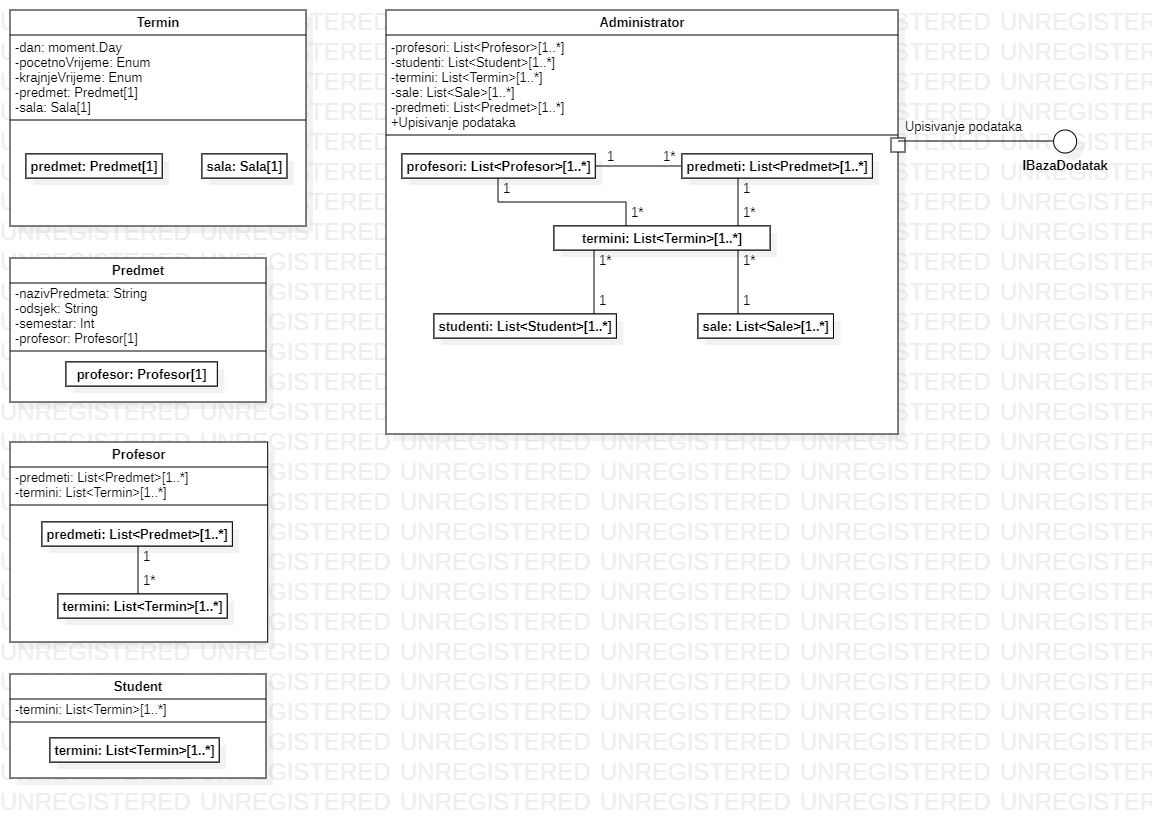 Termin
-dan: moment.Day
-pocetnoVrijeme: Enum
-krajnjeVrijeme: Enum
-predmet: Predmet[1]
-sala: Sala[1]
predmet: Predmet[1]
sala: Sala[1]
Predmet
-nazivPredmeta: String
-odsjek: String
-semestar: Int
-profesor: Profesor[1]
profesor: Profesor[1]
Profesor
-predmeti: List<Predmet>[1..*]
-termini: List<Termin>[1..*]
predmeti: List<Predmet>[1..*]
1
1*
termini: List<Termin>[1..*]
Student
-termini: List<Termin>[1..*]
termini: List<Termin>[1..*]
Administrator
-profesori: List<Profesor>[1..*]
-studenti: List<Student>[1..*]
-termini: List<Termin>[1..*]
-sale: List<Sale>[1..*]
-predmeti: List<Predmet>[1..*]
+Upisivanje podataka
profesori: List<Profesor>[1..*]
1
1*
predmeti: List<Predmet>[1..*]
1
1
1*
1*
termini: List<Termin>[1..*]
1*
1*
1
1
studenti: List<Student>[1..*]
sale: List<Sale>[1..*]
Upisivanje podataka
IBazaDodatak
UNREGISTERED